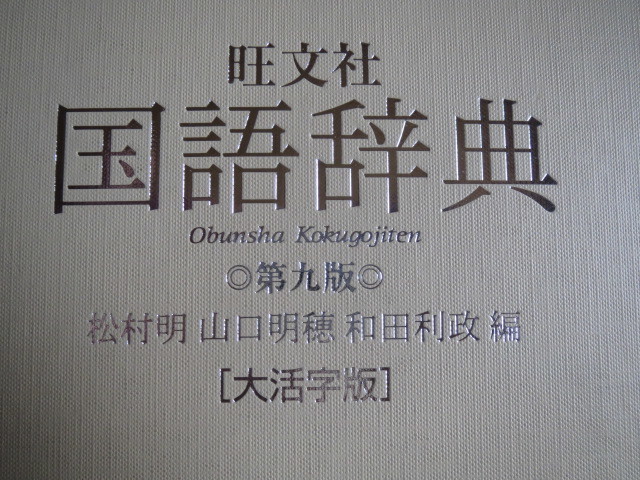 旺文社
国語辞典
Obunsha Kokugojiten
◎第九版◎
松村明 山口明穂 和田利政 編
[大活字版]